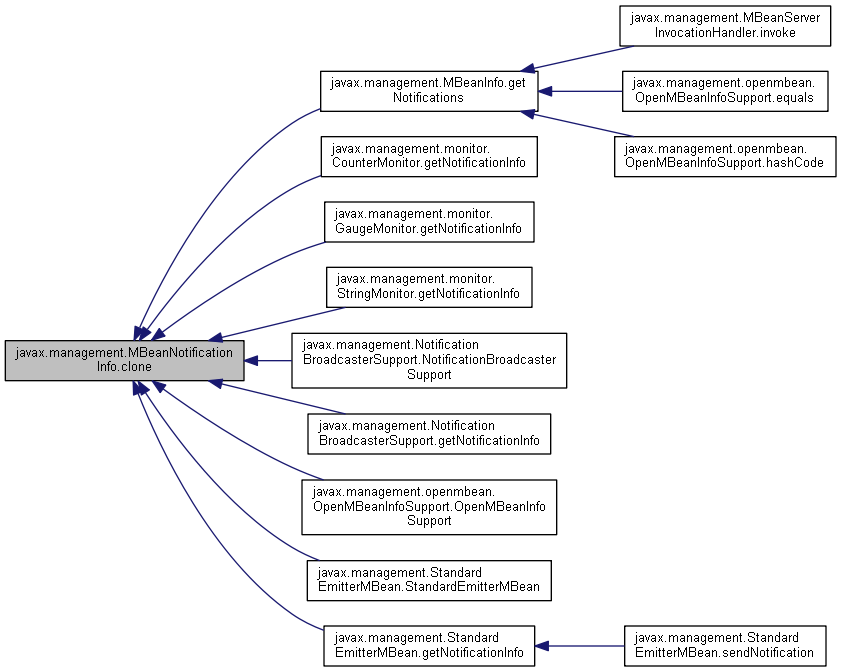 javax.management.MBeanServer
InvocationHandler.invoke
javax.management.MBeanInfo.get
Notifications
javax.management.openmbean.
OpenMBeanInfoSupport.equals
javax.management.openmbean.
OpenMBeanInfoSupport.hashCode
javax.management.monitor.
CounterMonitor.getNotificationInfo
javax.management.monitor.
GaugeMonitor.getNotificationInfo
javax.management.monitor.
StringMonitor.getNotificationInfo
javax.management.MBeanNotification
Info.clone
javax.management.Notification
BroadcasterSupport.NotificationBroadcaster
Support
javax.management.Notification
BroadcasterSupport.getNotificationInfo
javax.management.openmbean.
OpenMBeanInfoSupport.OpenMBeanInfo
Support
javax.management.Standard
EmitterMBean.StandardEmitterMBean
javax.management.Standard
EmitterMBean.getNotificationInfo
javax.management.Standard
EmitterMBean.sendNotification